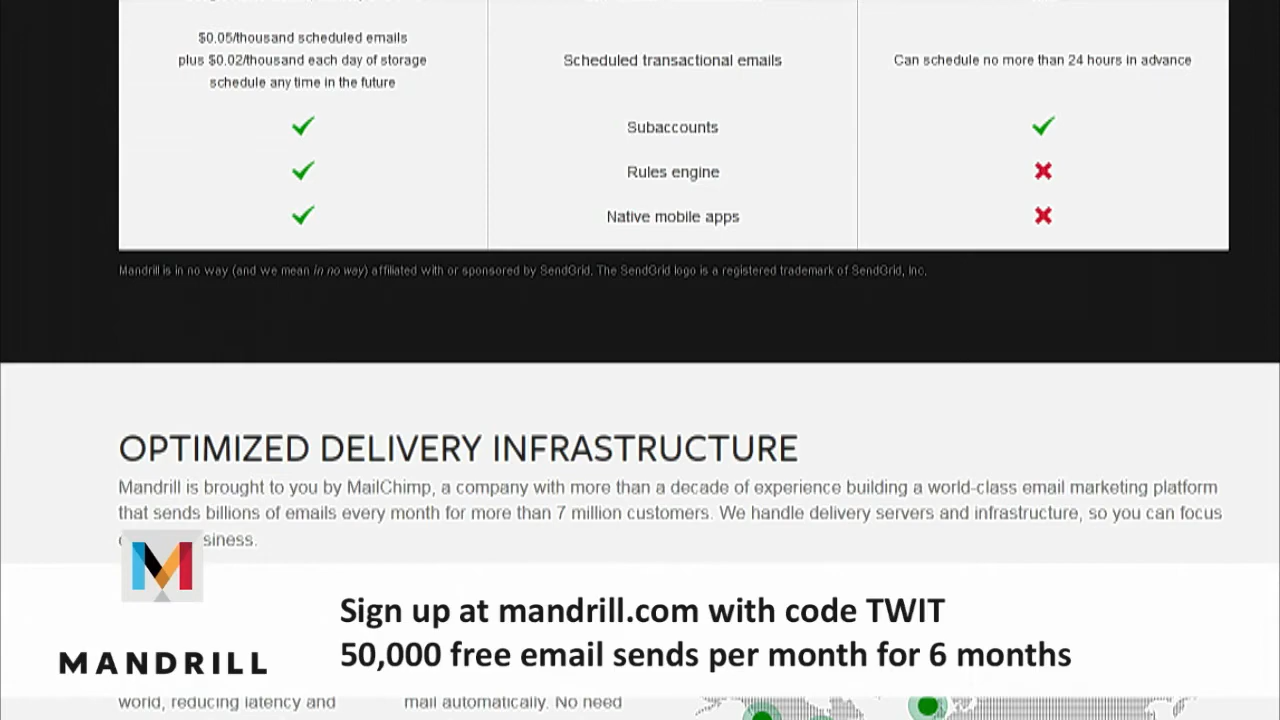 $0.05/thousand scheduled emails
plus $0.02/thousand each day of storage
schedule any time in the future
Scheduled transactional emails
Can schedule no more than 24 hours in advance
Subaccounts
Rules engine
Native mobile apps
Mandrill is in no way (and we mean in no way) affiliated with or sponsored by SendGrid. The SendGrid logo is a registered trademark of SendGrid, Inc.
OPTIMIZED DELIVERY INFRASTRUCTURE
Mandrill is brought to you by MailChimp, a company with more than a decade of experience building a world-class email marketing platform
that sends billions of emails every month for more than 7 million customers. We handle delivery servers and infrastructure, so you can focus
siness.
M
Sign up at mandrill.com with code TWIT
50,000 free email sends per month for 6 months
MANDRILL
world, reducing latency and
mail automatically. No need